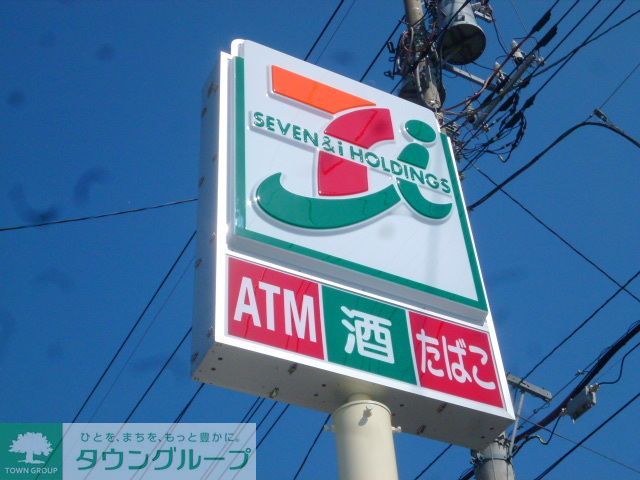 SEVEN & i HOLDINGS
ATM 酒 たばこ
ひとを、まちを、もっと豊かに。
タウングループ
TOWN GROUP